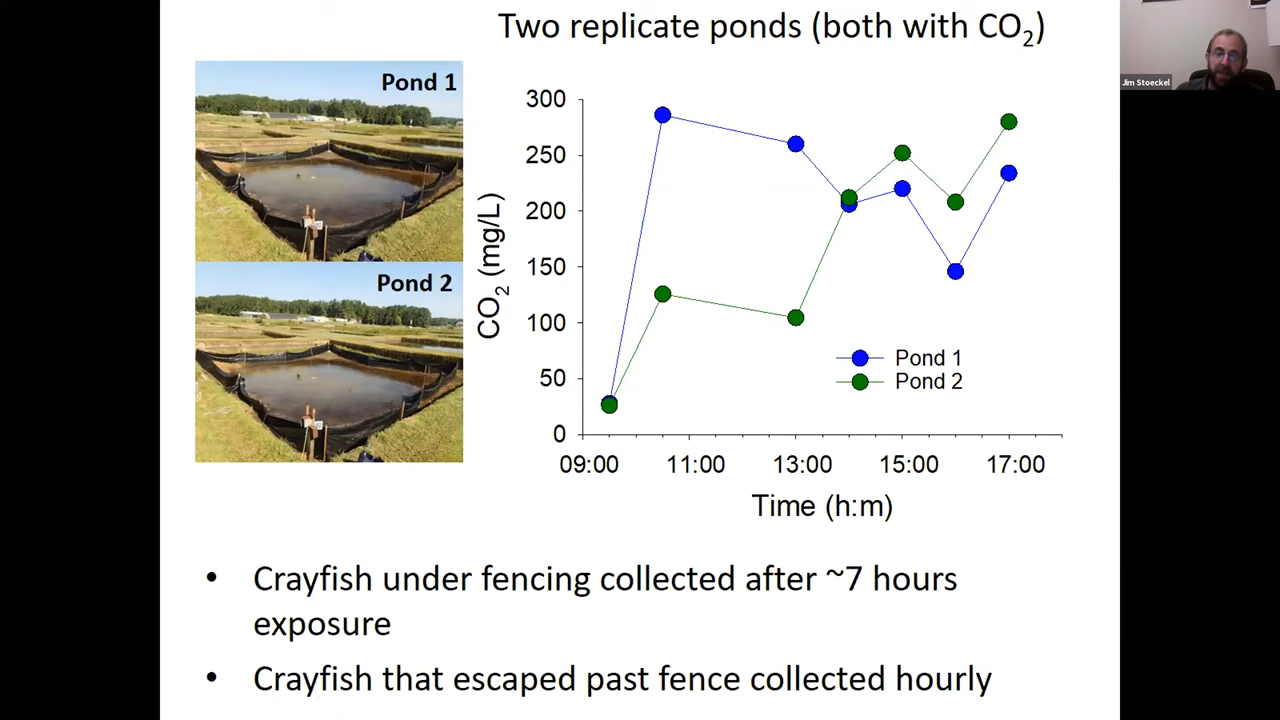 Two replicate ponds (both with CO₂)
Jim Stoeckel
Pond 1
Pond 2
300
250
200
150
100
50
0
CO₂ (mg/L)
09:00 11:00 13:00 15:00 17:00
Time (h:m)
Pond 1
Pond 2
• Crayfish under fencing collected after ~7 hours
exposure
• Crayfish that escaped past fence collected hourly